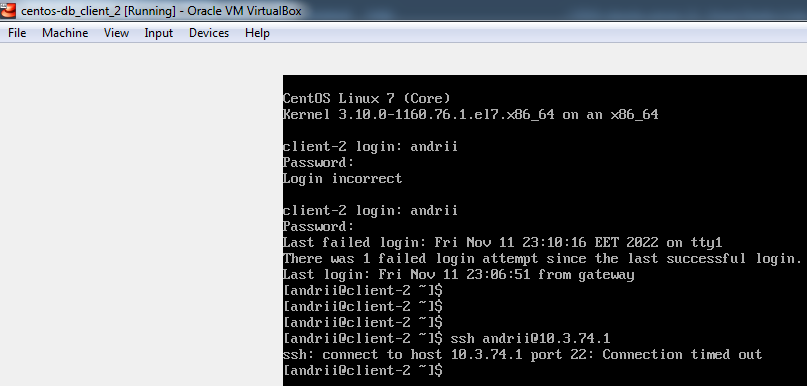 centos-db_client_2 [Running] - Oracle VM VirtualBox
File Machine View Input Devices Help
CentOS Linux 7 (Core)
Kernel 3.10.0-1160.76.1.el7.x86_64 on an x86_64
client-2 login: andrii
Password:
Login incorrect
client-2 login: andrii
Password:
Last failed login: Fri Nov 11 23:10:16 EET 2022 on tty1
There was 1 failed login attempt since the last successful login.
Last login: Fri Nov 11 23:06:51 from gateway
[andrii@client-2 ~]$
[andrii@client-2 ~]$
[andrii@client-2 ~]$
[andrii@client-2 ~]$ ssh andrii@10.3.74.1
ssh: connect to host 10.3.74.1 port 22: Connection timed out
[andrii@client-2 ~]$